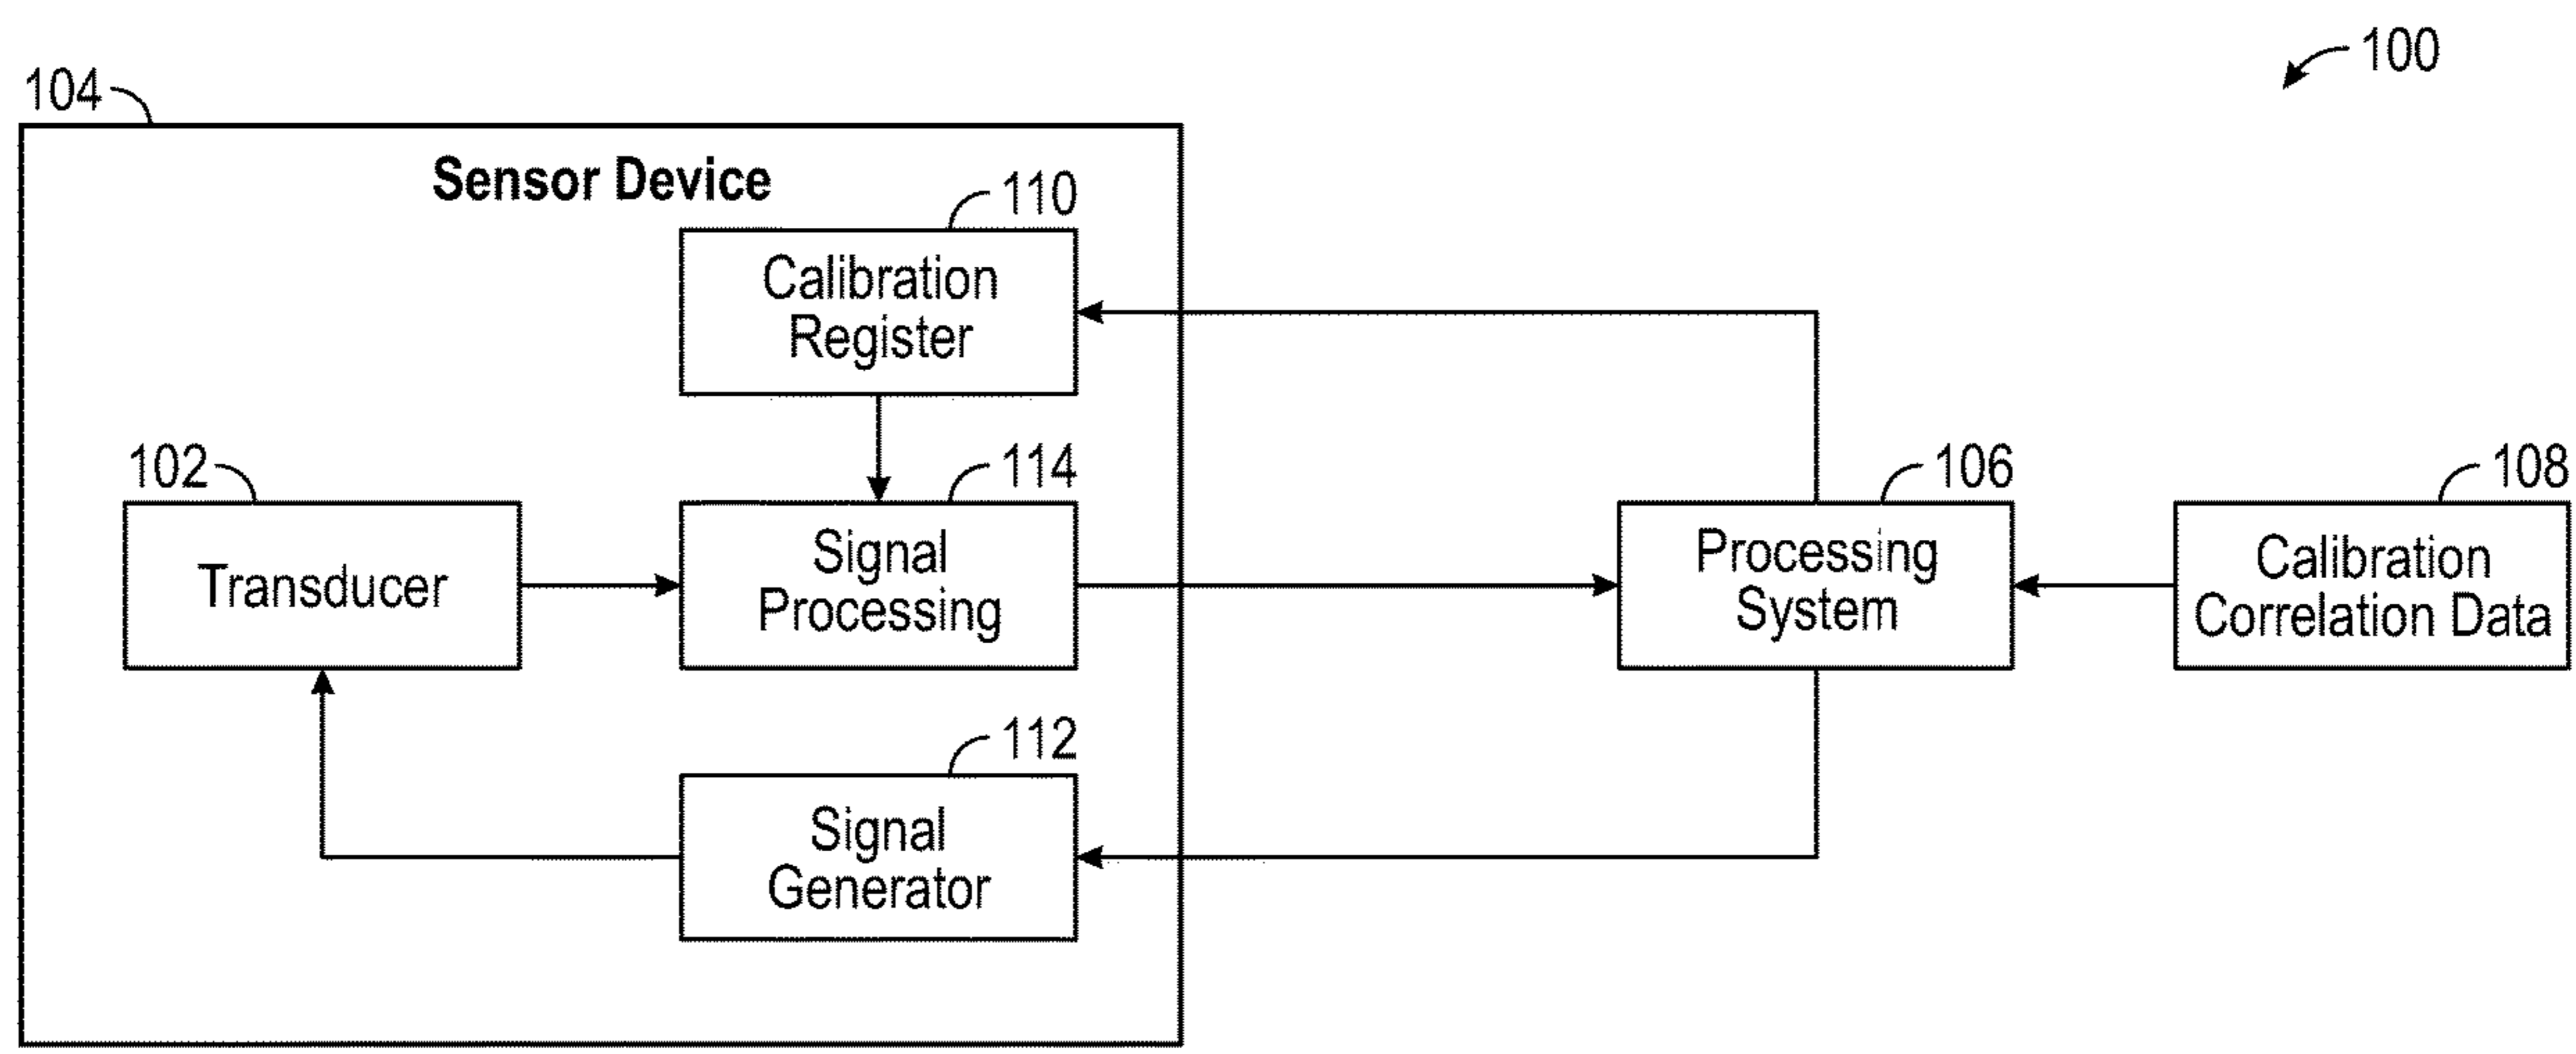 100
104
Sensor Device
110
Calibration
Register
102
114
106
108
Transducer
Signal
Processing
Processing
System
Calibration
Correlation Data
112
Signal
Generator